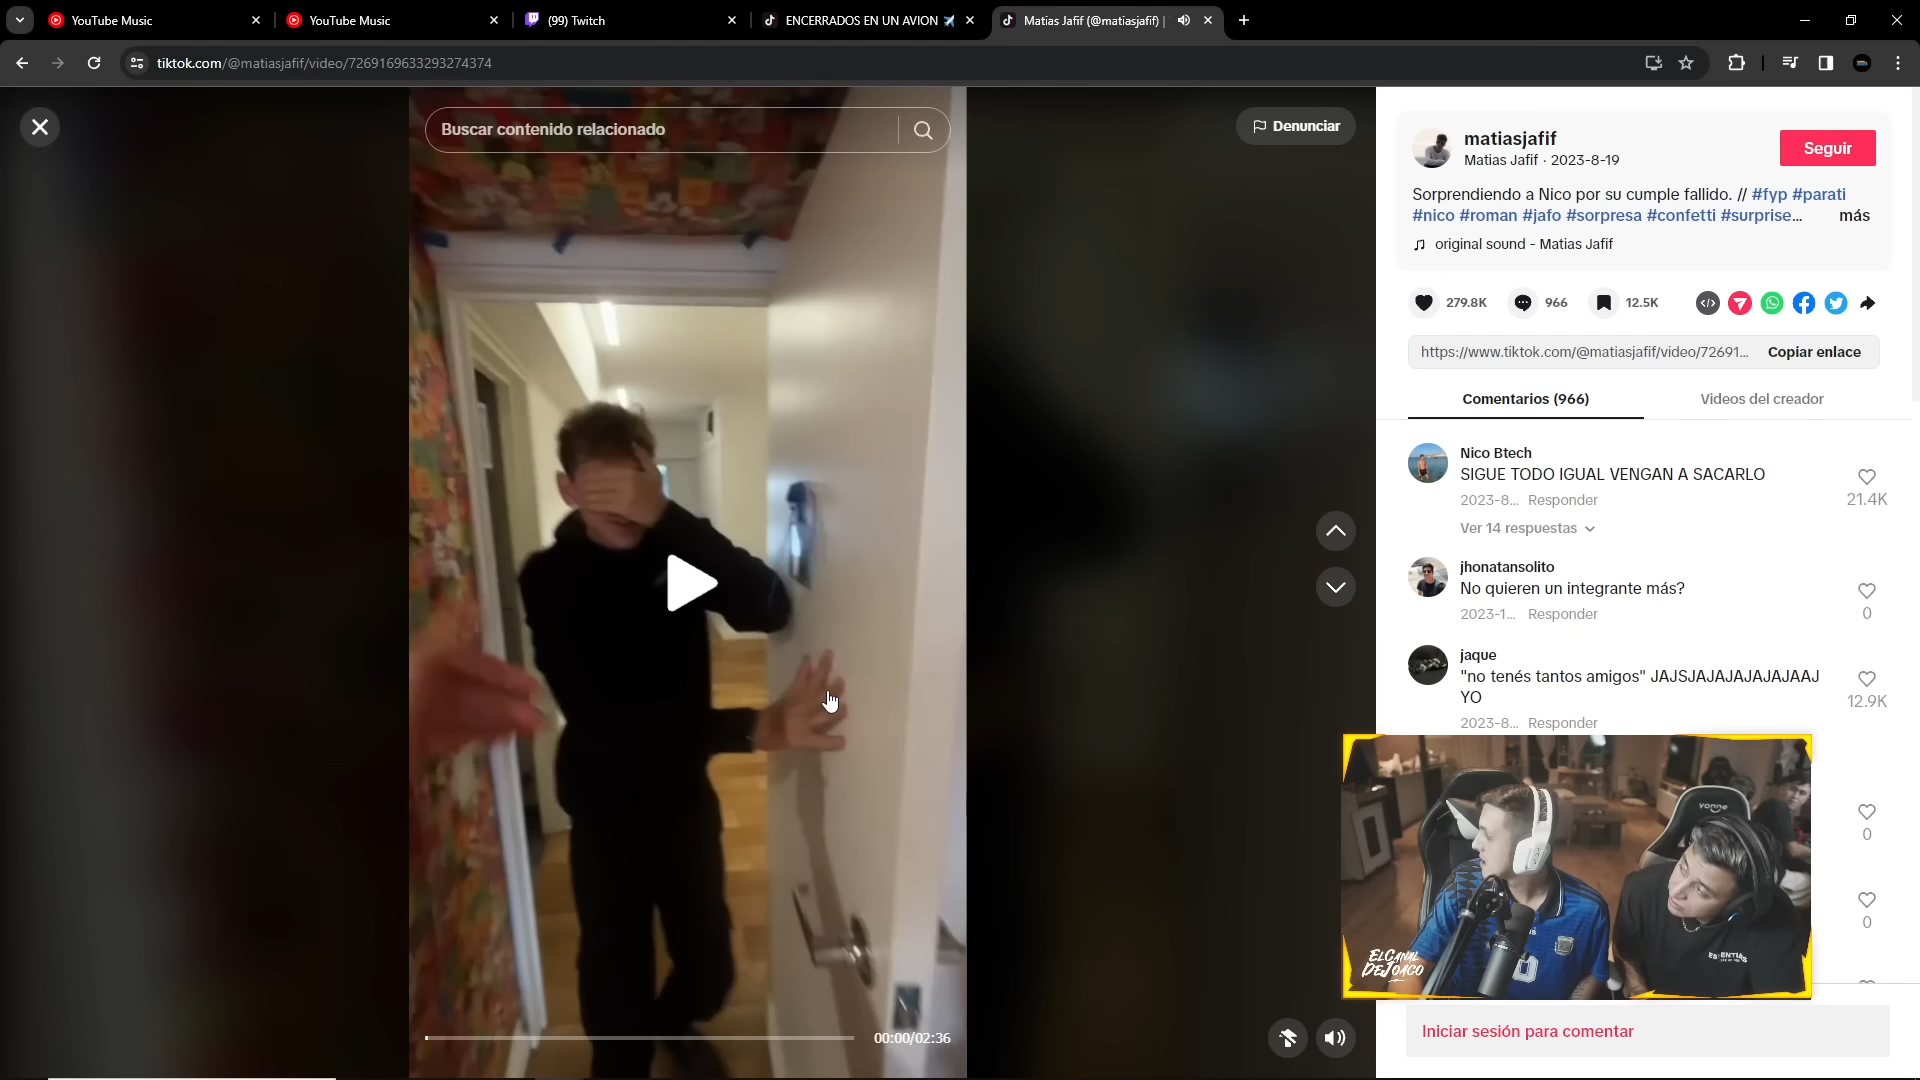 YouTube Music
YouTube Music
(99) Twitch
ENCERRADOS EN UN AVION
Matias Jafif (@matiasjafif) |
tiktok.com/@matiasjafif/video/7269169633293274374
Buscar contenido relacionado
Denunciar
matiasjafif
Matias Jafif · 2023-8-19
Seguir
Sorprendiendo a Nico por su cumple fallido. // #fyp #parati
#nico #roman #jafo #sorpresa #confetti #surprise... más
original sound - Matias Jafif
279.8K
966
12.5K
https://www.tiktok.com/@matiasjafif/video/72691... Copiar enlace
Comentarios (966)
Videos del creador
Nico Btech
SIGUE TODO IGUAL VENGAN A SACARLO
2023-8... Responder
21.4K
Ver 14 respuestas
jhonatansolito
No quieren un integrante más?
2023-1... Responder
0
jaque
"no tenés tantos amigos" JAJSJAJAJAJAJAJAAJ
YO
2023-8... Responder
12.9K
0
0
ELCANAL
DEJOACO
00:00/02:36
Iniciar sesión para comentar